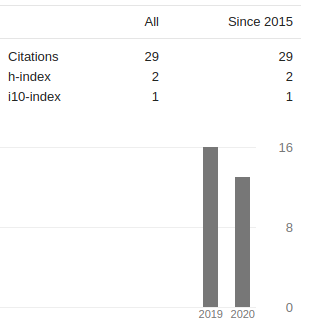 All Since 2015
Citations 29 29
h-index 2 2
i10-index 1 1
16
8
0
2019 2020